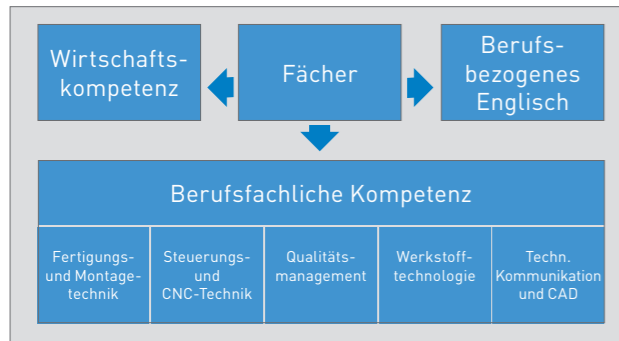 Wirtschafts-
kompetenz
Fächer
Berufs-
bezogenes
Englisch
Berufsfachliche Kompetenz
Fertigungs-
und Montage-
technik
Steuerungs-
und
CNC-Technik
Qualitäts-
management
Werkstoff-
technologie
Techn.
Kommunikation
und CAD